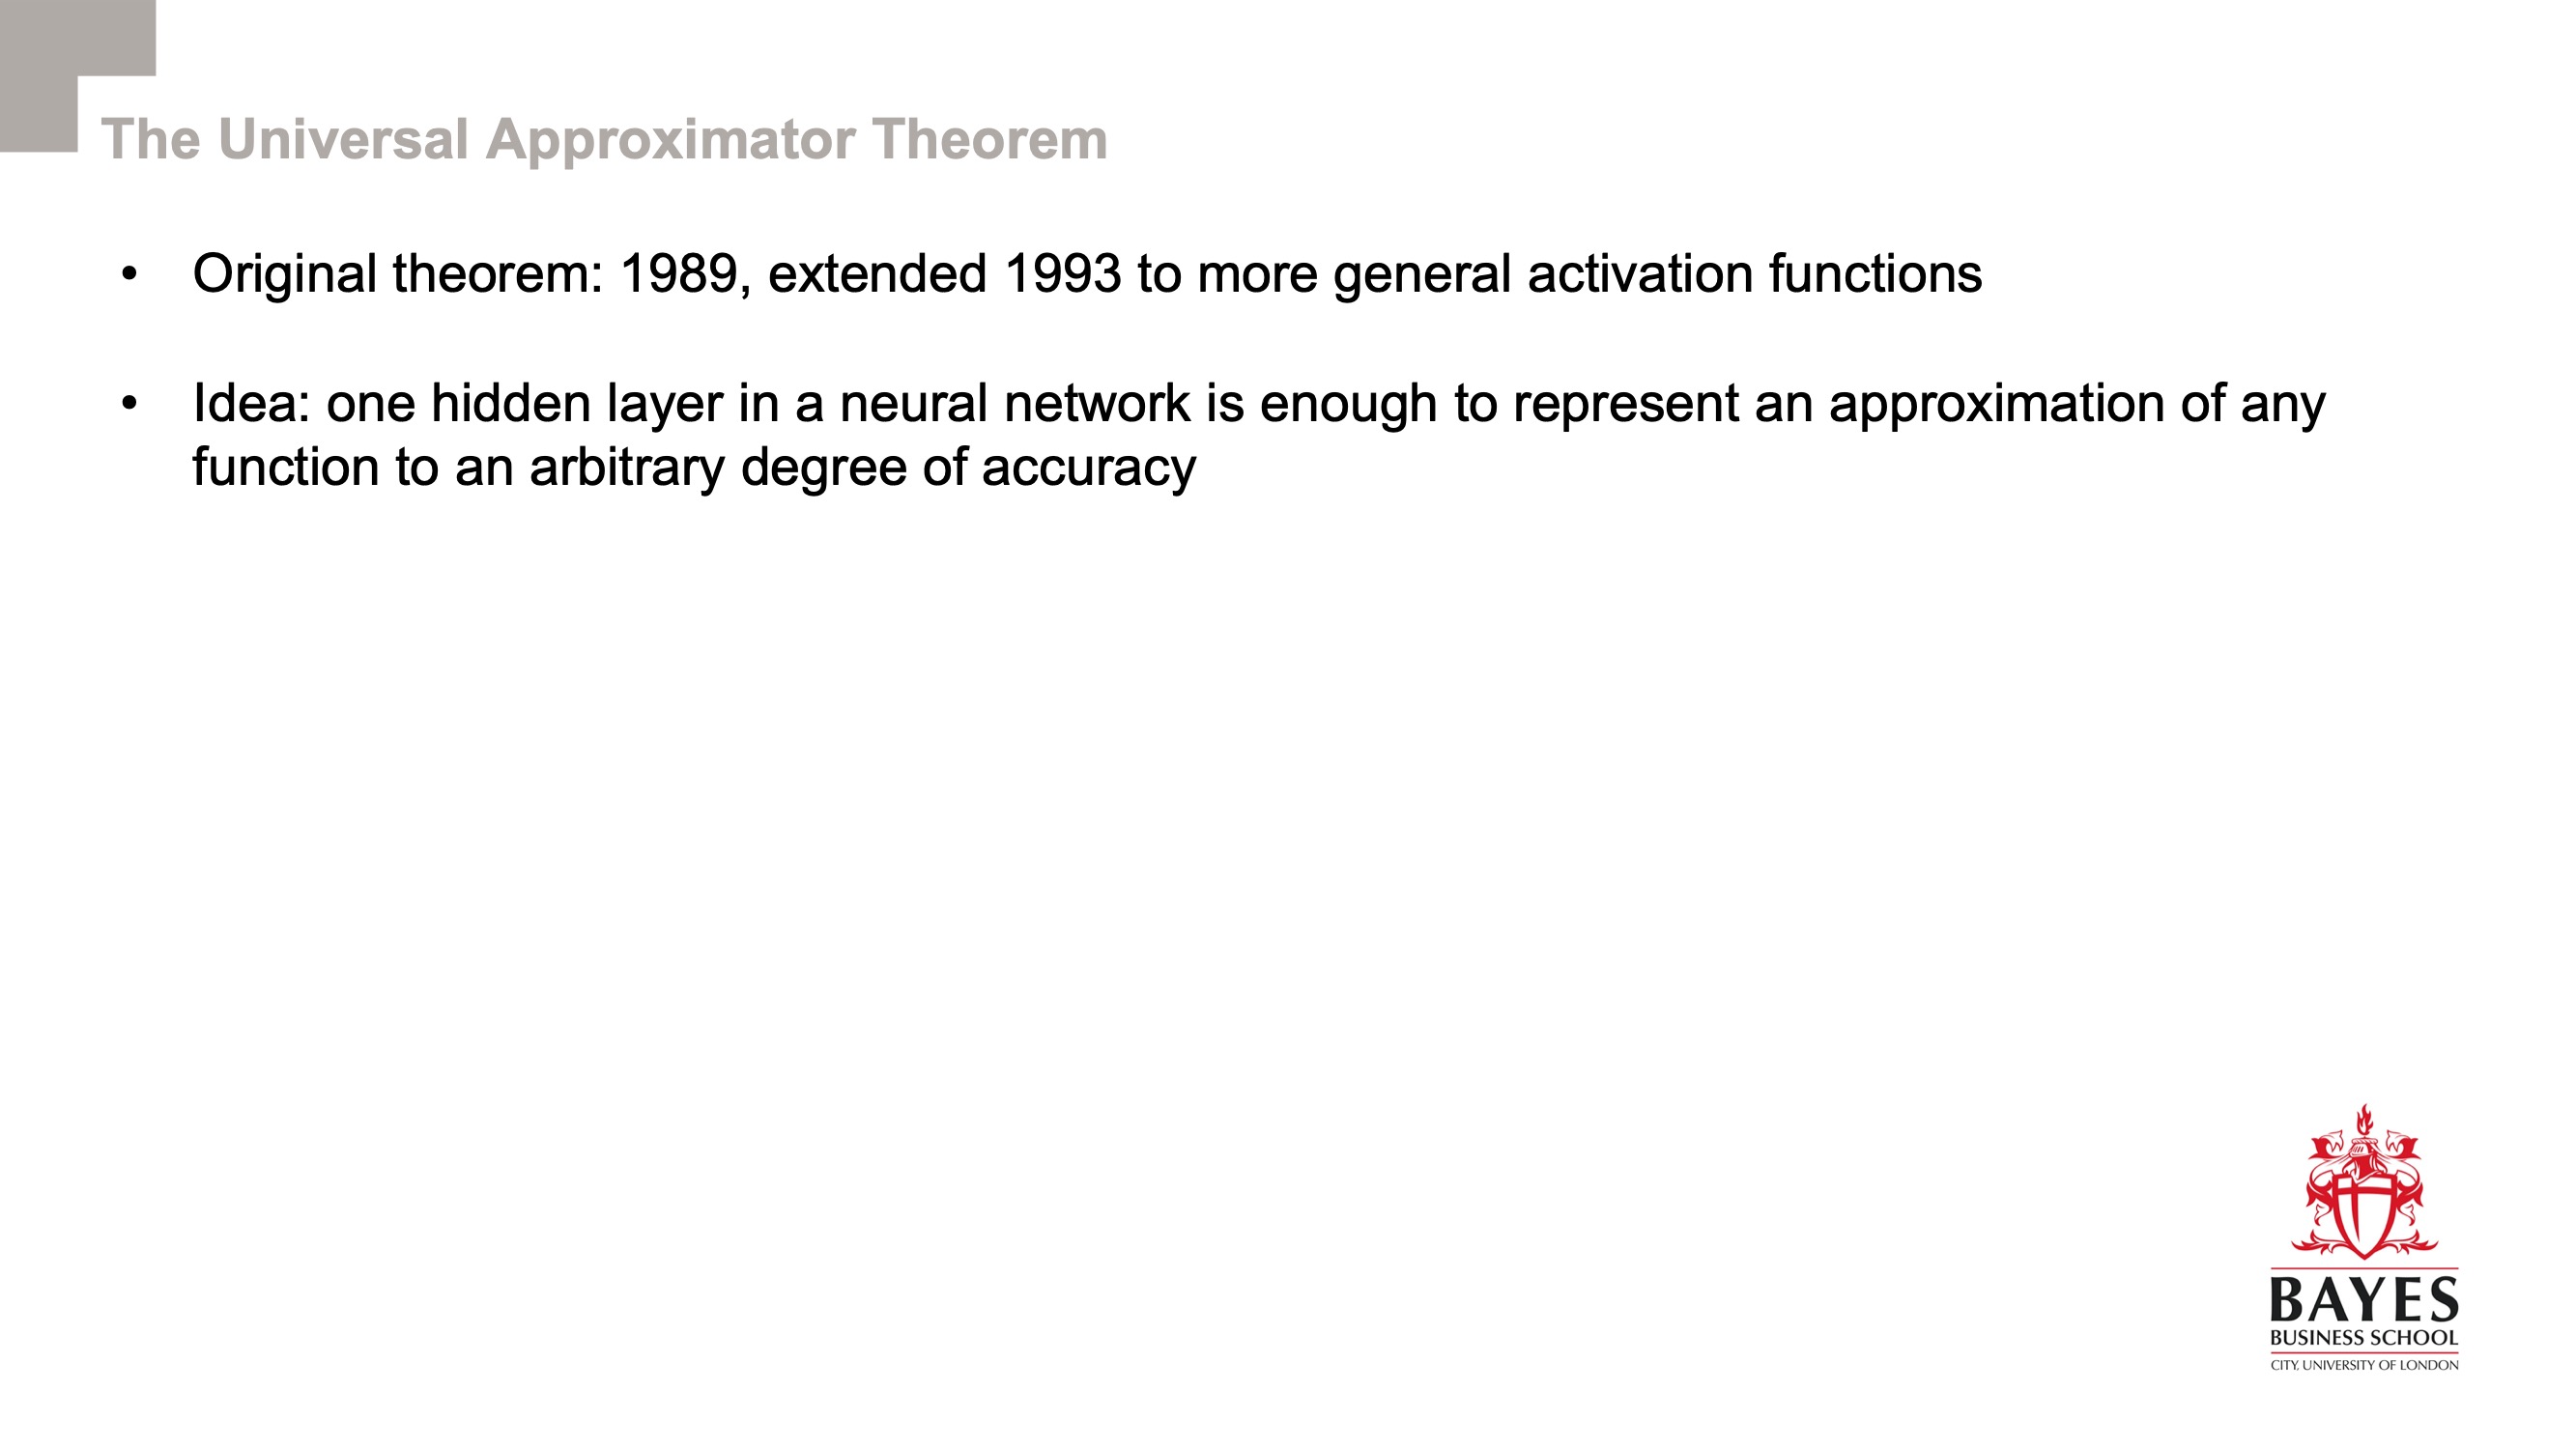 The Universal Approximator Theorem
• Original theorem: 1989, extended 1993 to more general activation functions
• Idea: one hidden layer in a neural network is enough to represent an approximation of any
function to an arbitrary degree of accuracy
BAYES
BUSINESS SCHOOL
CITY, UNIVERSITY OF LONDON